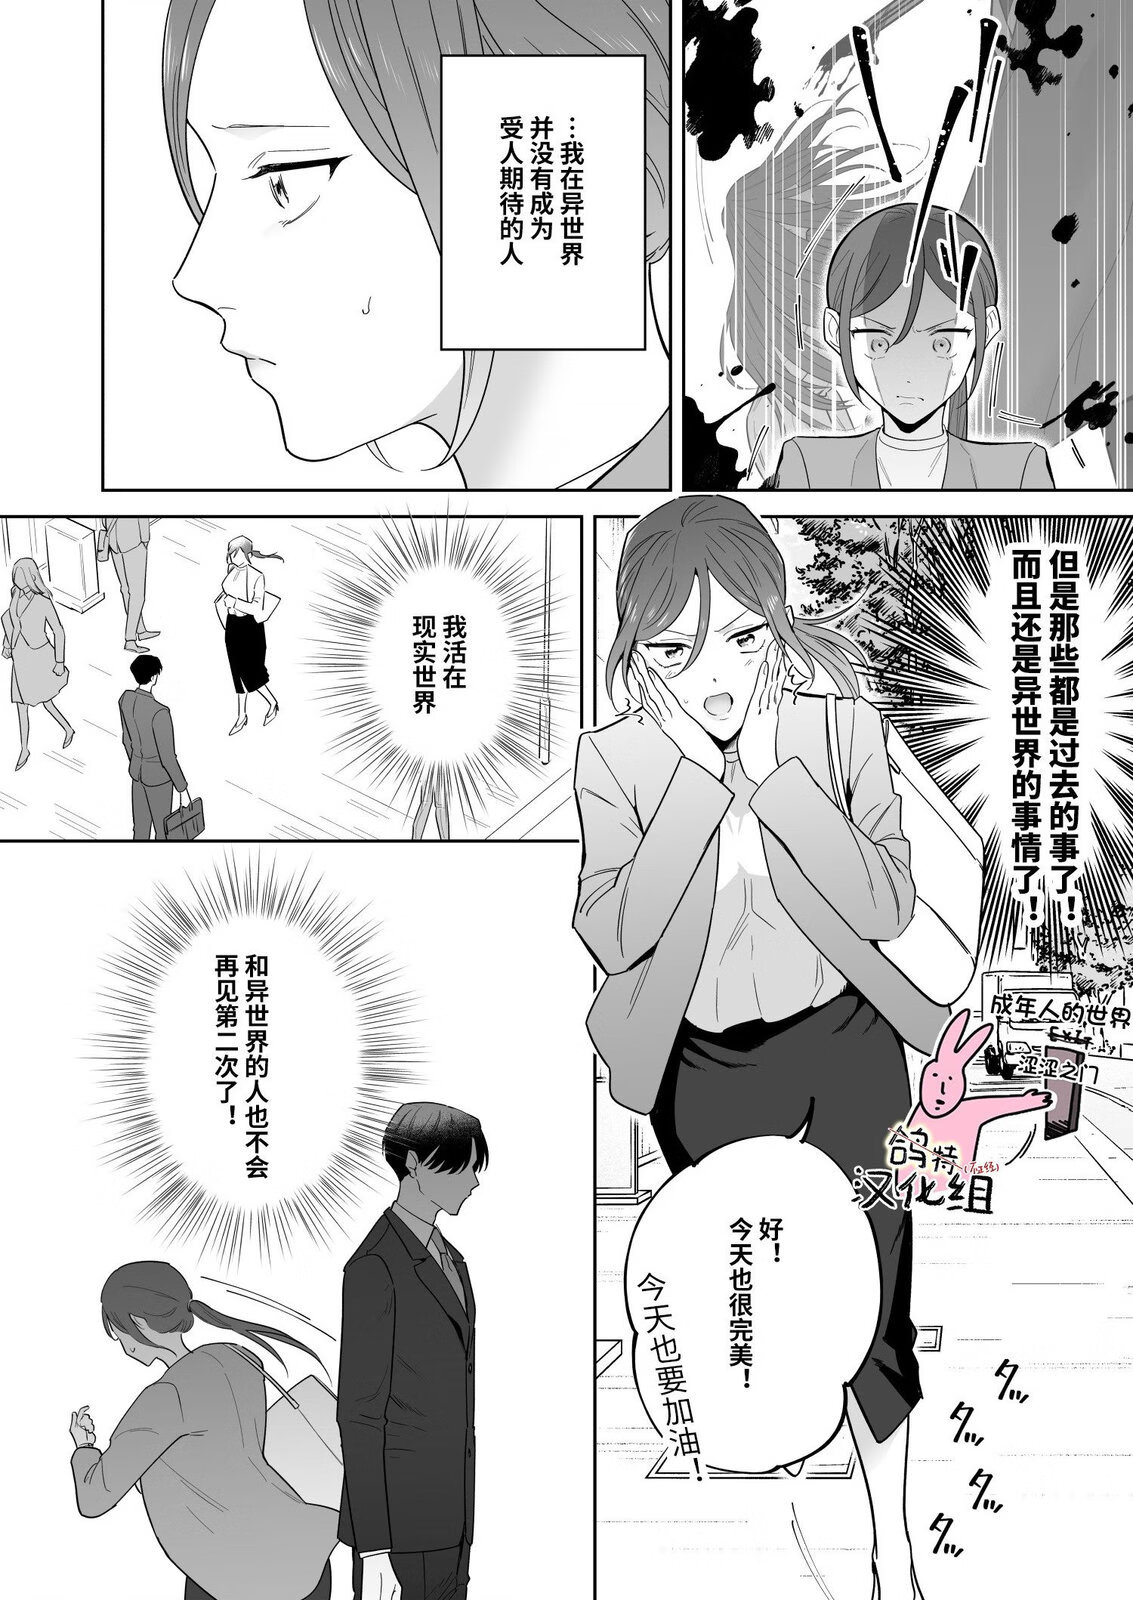 …我在异世界
并没有成为
受人期待的人
但是那些都是过去的事了！
而且还是异世界的事情了！
成年人的世界
EXIT
涩涩之门
鸽特
(不正经)
汉化组
好！
今天也很完美！
今天也要加油！
タッ
タッ
タッ
タッ
我活在
现实世界
和异世界的人也不会
再见第二次了！